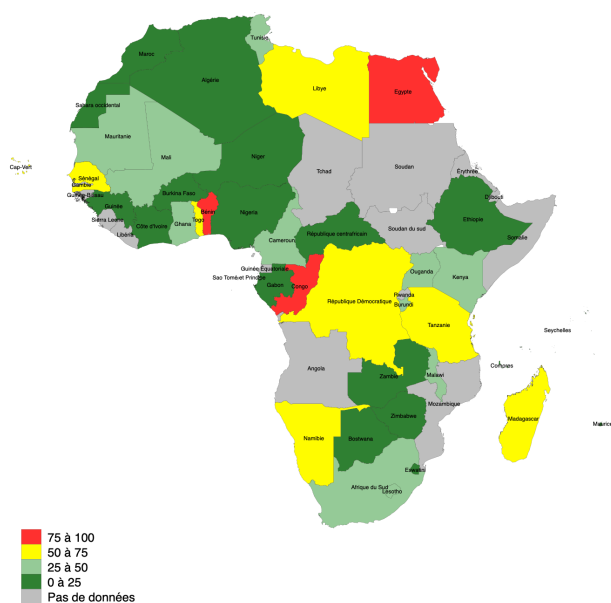 Tunisie
Maroc
Algérie
Libye
Egypte
Sahara occidental
Mauritanie
Mali
Niger
Tchad
Soudan
Erythrée
Cap-Vert
Sénégal
Gambie
Guinée-Bissau
Guinée
Sierra Leone
Libéria
Côte d'Ivoire
Burkina Faso
Ghana
Togo
Bénin
Nigeria
Djibouti
Ethiopie
Somalie
Cameroun
République centrafricain
Soudan du sud
Guinée Equatoriale
Sao Tomé et Principe
Gabon
Congo
République Démocratique
Ouganda
Kenya
Rwanda
Burundi
Tanzanie
Seychelles
Comores
Angola
Zambie
Malawi
Mozambique
Madagascar
Maurice
Zimbabwe
Namibie
Bostwana
Eswatini
Afrique du Sud
Lesotho
75 à 100
50 à 75
25 à 50
0 à 25
Pas de données